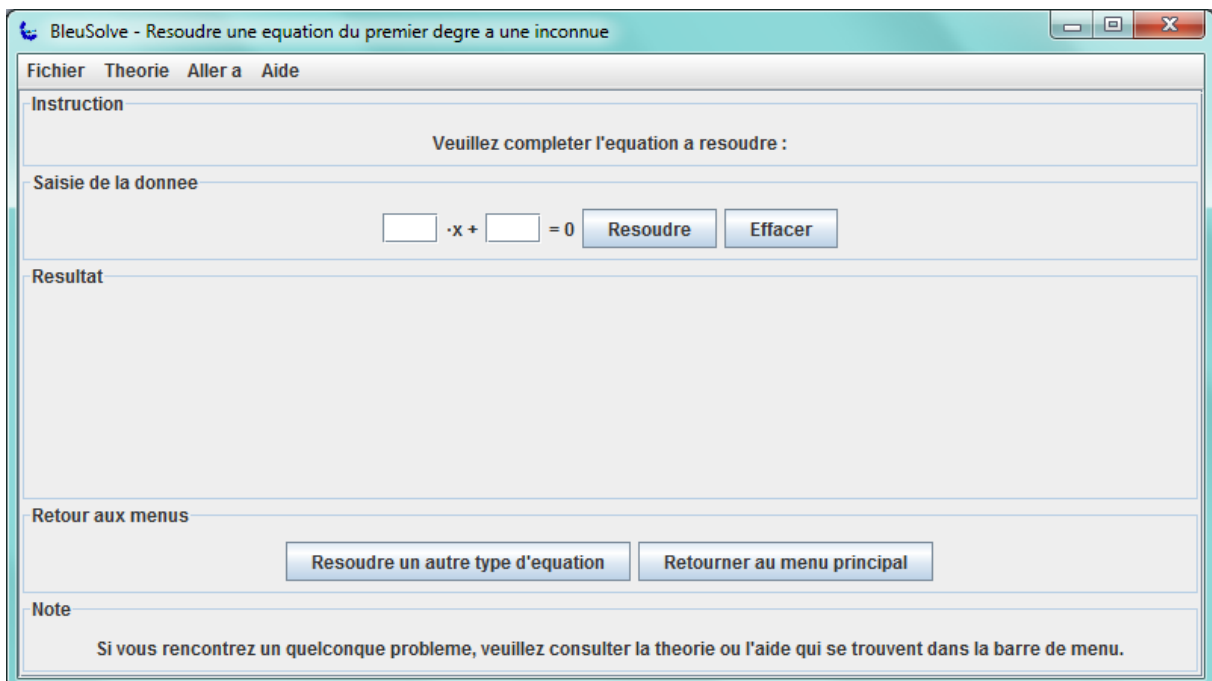 BleuSolve - Resoudre une equation du premier degre a une inconnue
Fichier Theorie Aller a Aide
Instruction
Veuillez completer l'equation a resoudre :
Saisie de la donnee
·x + = 0 Resoudre Effacer
Resultat
Retour aux menus
Resoudre un autre type d'equation Retourner au menu principal
Note
Si vous rencontrez un quelconque probleme, veuillez consulter la theorie ou l'aide qui se trouvent dans la barre de menu.